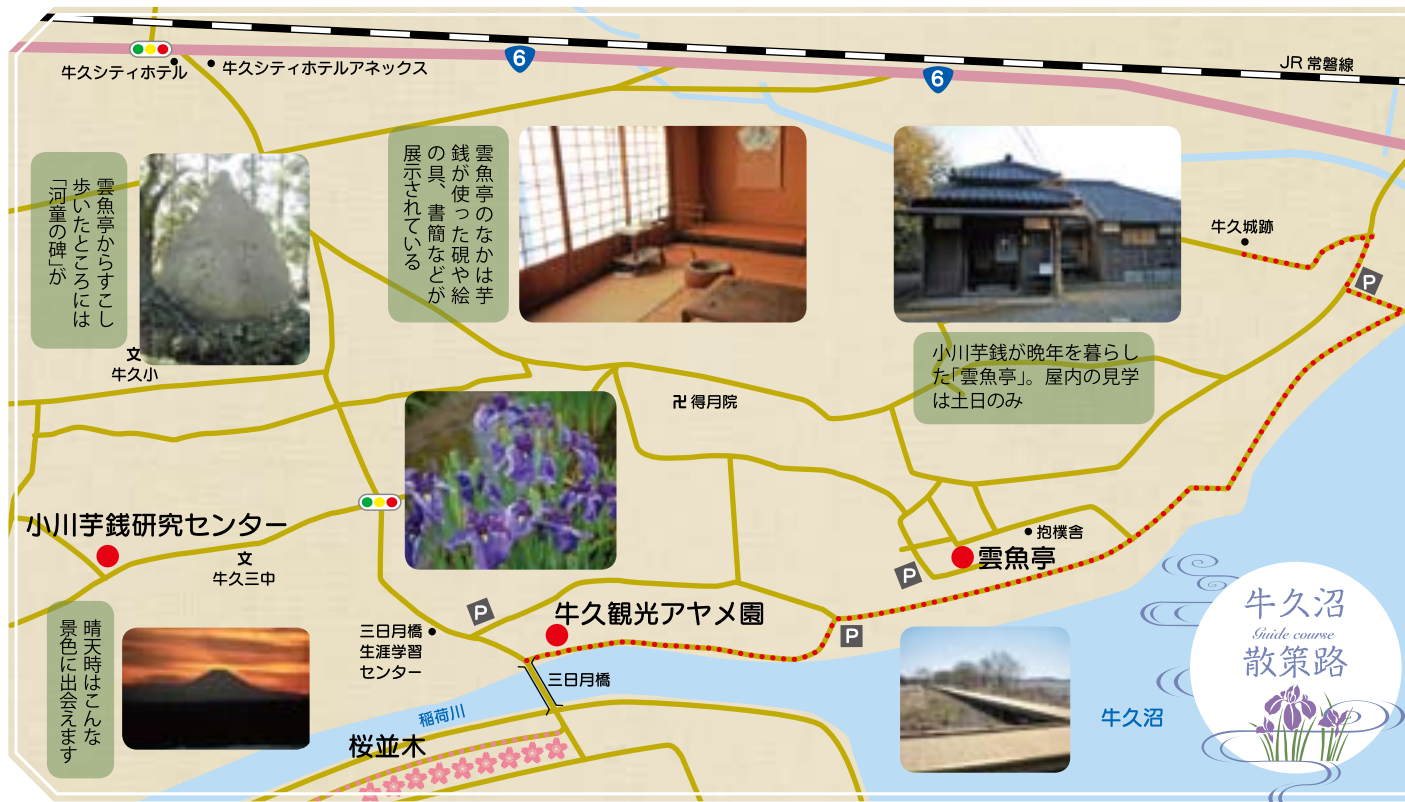 6
6
JR 常磐線
牛久シティホテル
牛久シティホテルアネックス
雲魚亭からすこし
歩いたところには
「河童の碑」が
雲魚亭のなかは芋
銭が使った硯や絵
の具、書簡などが
展示されている
牛久城跡
P
小川芋銭が晩年を暮らし
た「雲魚亭」。屋内の見学
は土日のみ
文
牛久小
卍 得月院
小川芋銭研究センター
文
牛久三中
抱樸舎
雲魚亭
P
P
牛久観光アヤメ園
P
三日月橋
生涯学習
センター
三日月橋
晴天時はこんな
景色に出会えます
稲荷川
桜並木
牛久沼
牛久沼
Guide course
散策路